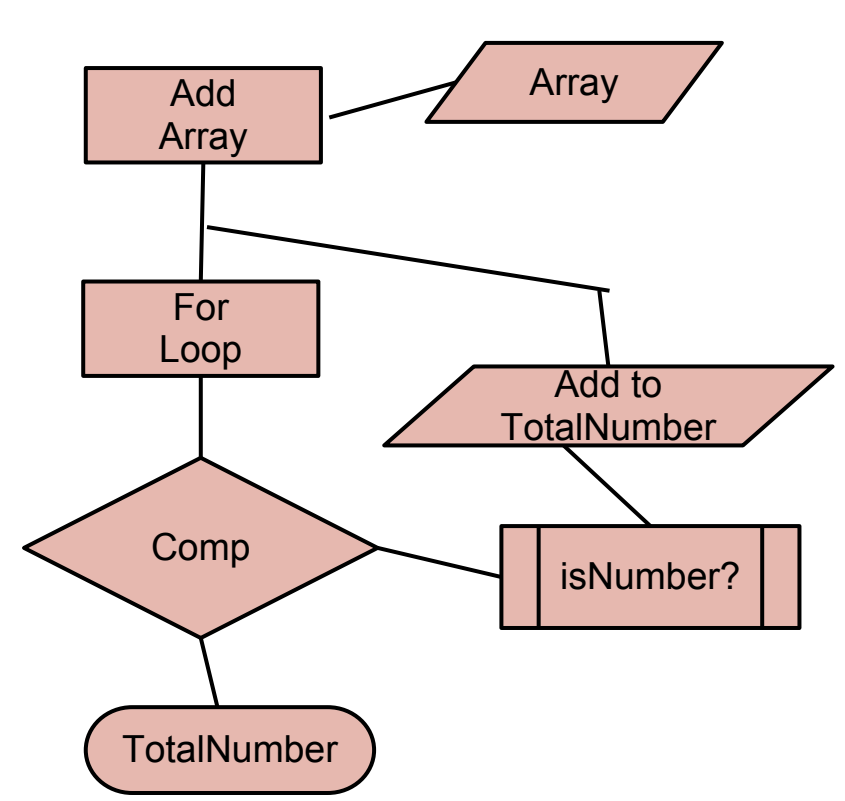 Add
Array
Array
For
Loop
Add to
TotalNumber
Comp
isNumber?
TotalNumber